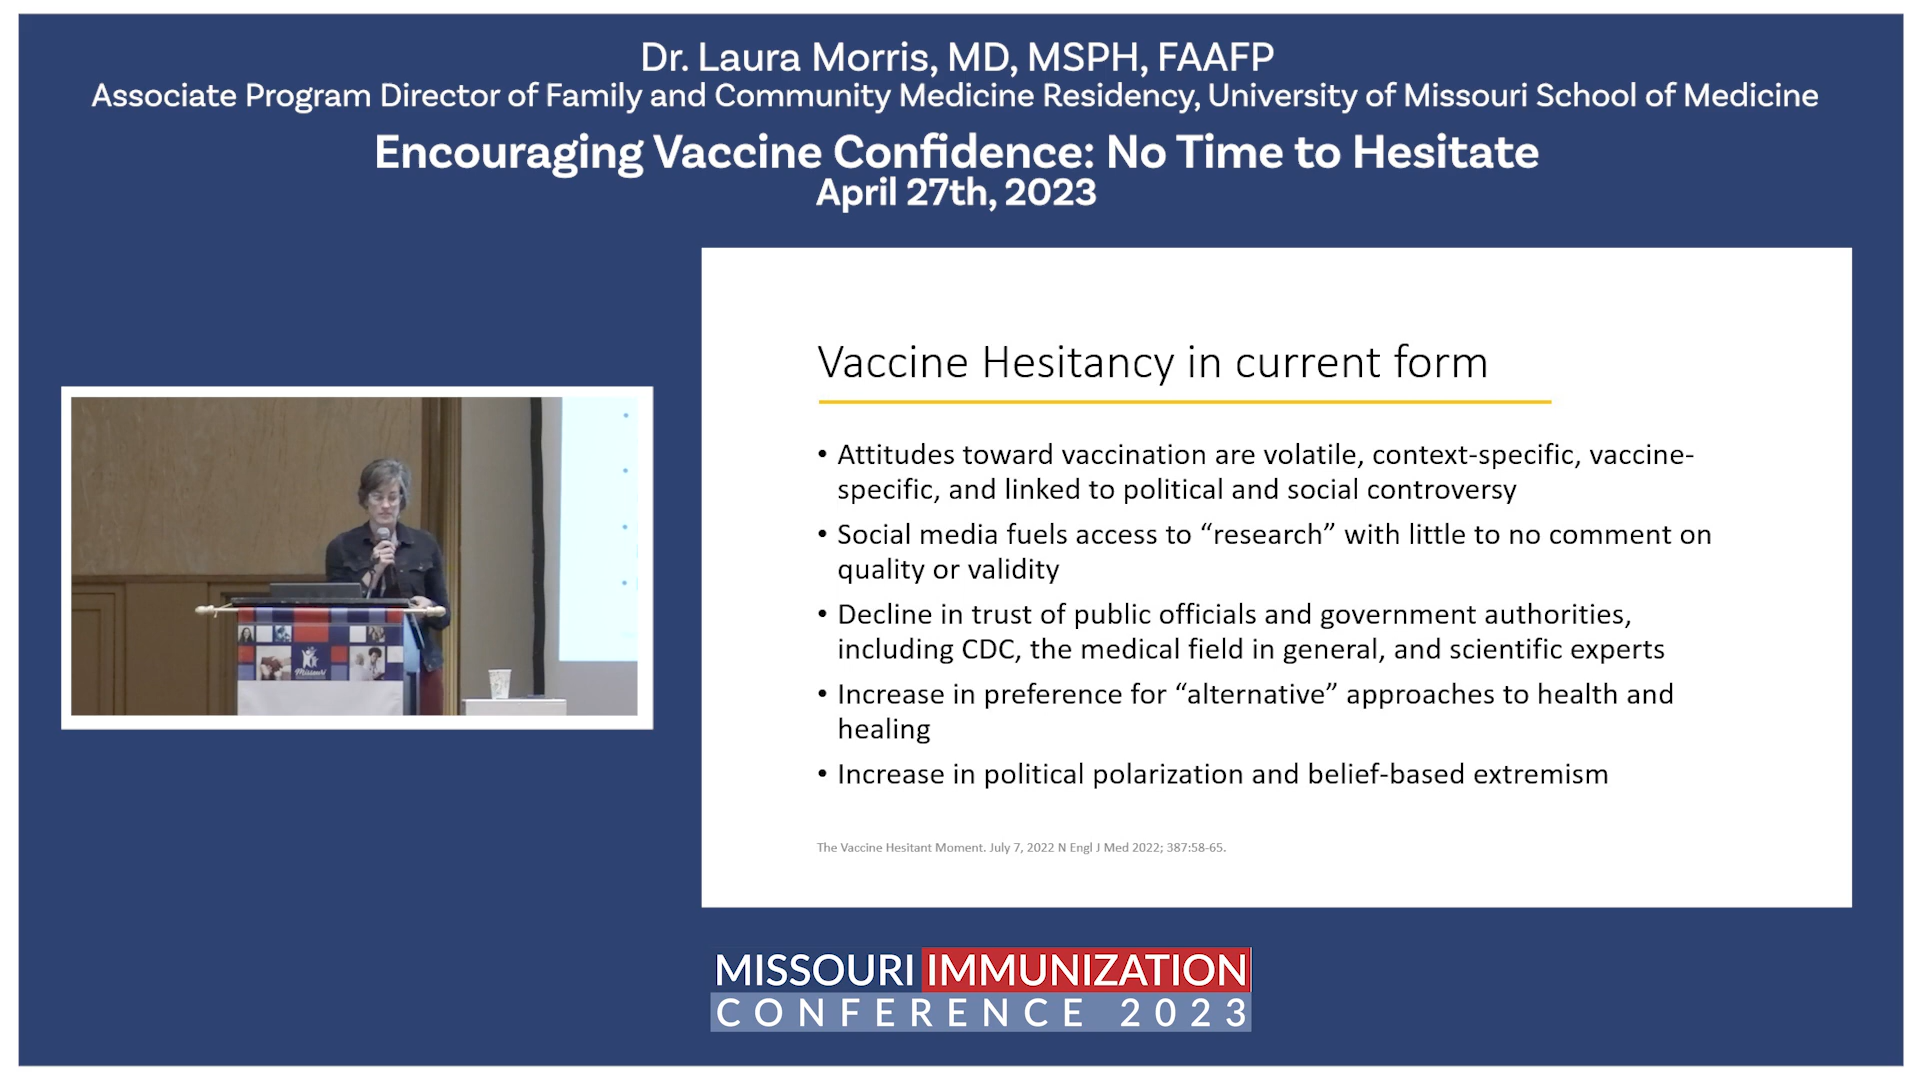 Dr. Laura Morris, MD, MSPH, FAAFP
Associate Program Director of Family and Community Medicine Residency, University of Missouri School of Medicine
Encouraging Vaccine Confidence: No Time to Hesitate
April 27th, 2023
Vaccine Hesitancy in current form
• Attitudes toward vaccination are volatile, context-specific, vaccine-
specific, and linked to political and social controversy
• Social media fuels access to “research” with little to no comment on
quality or validity
• Decline in trust of public officials and government authorities,
including CDC, the medical field in general, and scientific experts
• Increase in preference for “alternative” approaches to health and
healing
• Increase in political polarization and belief-based extremism
The Vaccine Hesitant Moment. July 7, 2022 N Engl J Med 2022; 387:58-65.
Missouri
MISSOURI IMMUNIZATION
CONFERENCE 2023